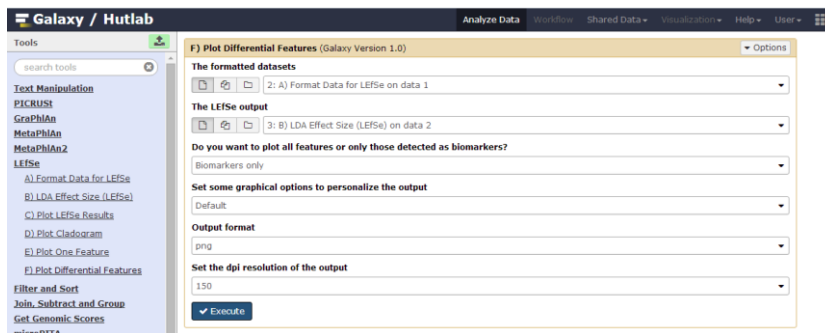 Galaxy / Hutlab
Analyze Data Workflow Shared Data Visualization Help User
Tools
search tools
Text Manipulation
PICRUSt
GraPhlAn
MetaPhlAn
MetaPhlAn2
LEfSe
A) Format Data for LEfSe
B) LDA Effect Size (LEfSe)
C) Plot LEfSe Results
D) Plot Cladogram
E) Plot One Feature
F) Plot Differential Features
Filter and Sort
Join, Subtract and Group
Get Genomic Scores
microPITA
F) Plot Differential Features (Galaxy Version 1.0)
Options
The formatted datasets
2: A) Format Data for LEfSe on data 1
The LEfSe output
3: B) LDA Effect Size (LEfSe) on data 2
Do you want to plot all features or only those detected as biomarkers?
Biomarkers only
Set some graphical options to personalize the output
Default
Output format
png
Set the dpi resolution of the output
150
Execute